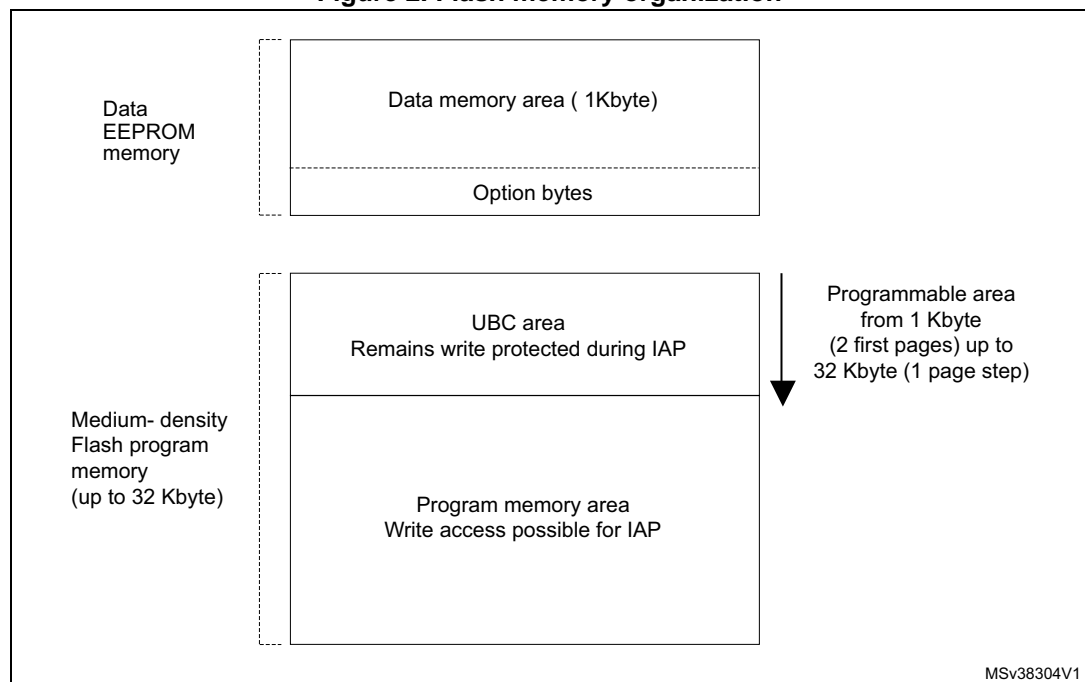 Figure 2. Flash memory organization
Data
EEPROM
memory
Data memory area ( 1Kbyte)
Option bytes
Medium- density
Flash program
memory
(up to 32 Kbyte)
UBC area
Remains write protected during IAP
Program memory area
Write access possible for IAP
Programmable area
from 1 Kbyte
(2 first pages) up to
32 Kbyte (1 page step)
MSv38304V1